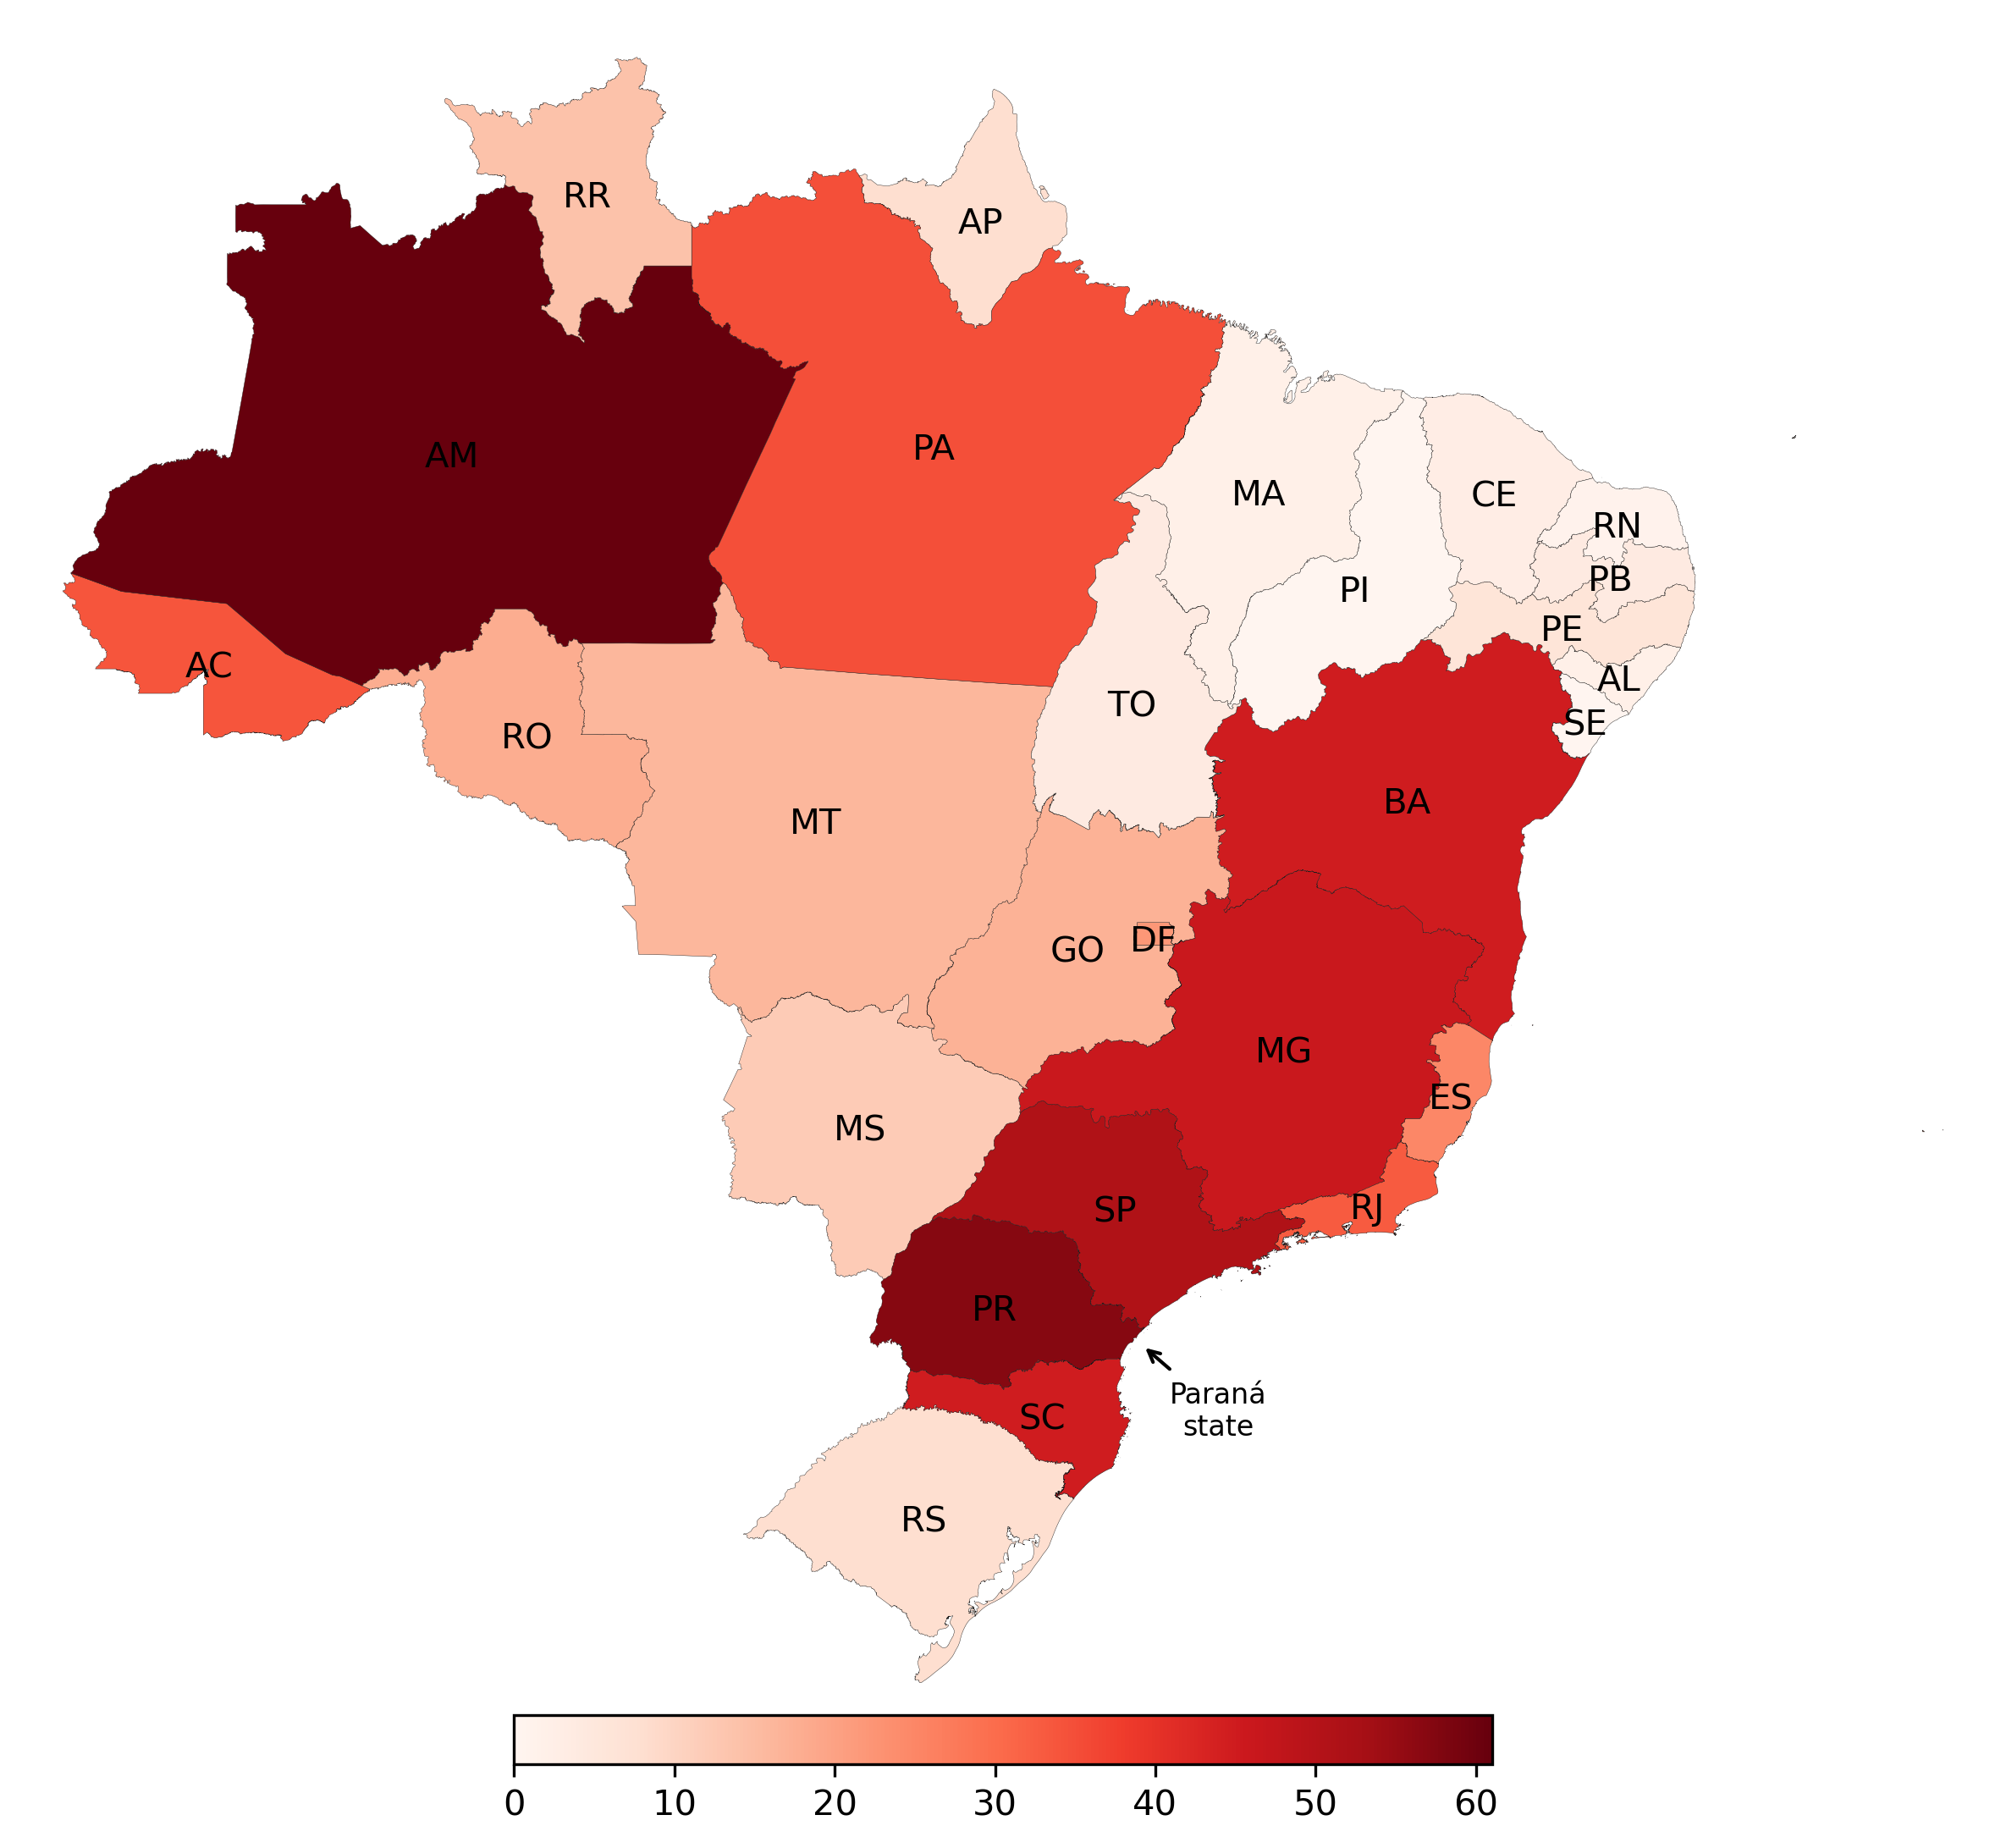 RR
AP
AM
PA
MA
CE
RN
PB
PI
PE
AC
AL
TO
SE
RO
BA
MT
DF
GO
MG
ES
MS
RJ
SP
PR
Paraná
state
SC
RS
0 10 20 30 40 50 60